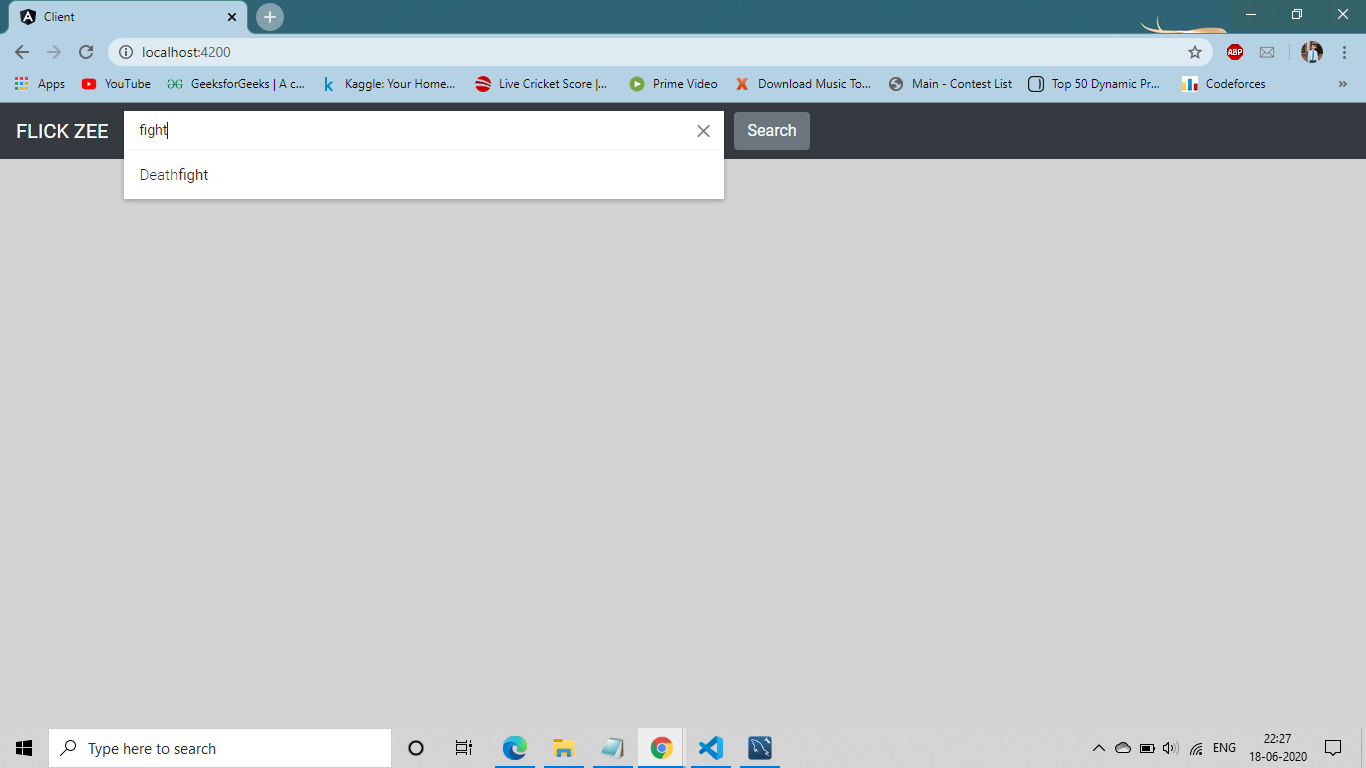 Client
localhost:4200
ABP
Apps YouTube GeeksforGeeks | A c... Kaggle: Your Home... Live Cricket Score |... Prime Video Download Music To... Main - Contest List Top 50 Dynamic Pr... Codeforces »
FLICK ZEE fight Search
Deathfight
Type here to search
ENG
22:27
18-06-2020